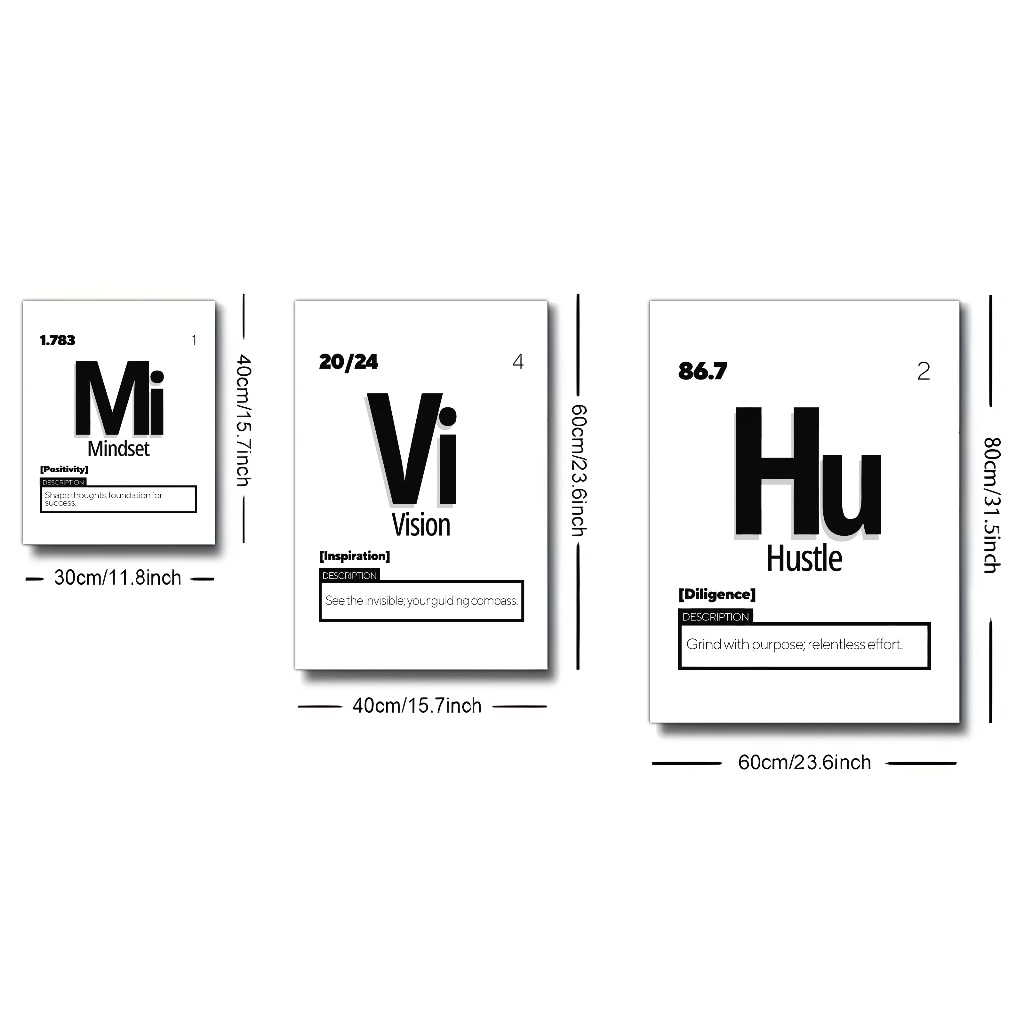 1.783
1
Mi
Mindset
[Positivity]
DESCRIPTION
Shape thoughts, foundation for
success.
40cm/15.7inch
30cm/11.8inch
20/24
4
Vi
Vision
[Inspiration]
DESCRIPTION
See the invisible; your guiding compass.
60cm/23.6inch
40cm/15.7inch
86.7
2
Hu
Hustle
[Diligence]
DESCRIPTION
Grind with purpose; relentless effort.
80cm/31.5inch
60cm/23.6inch